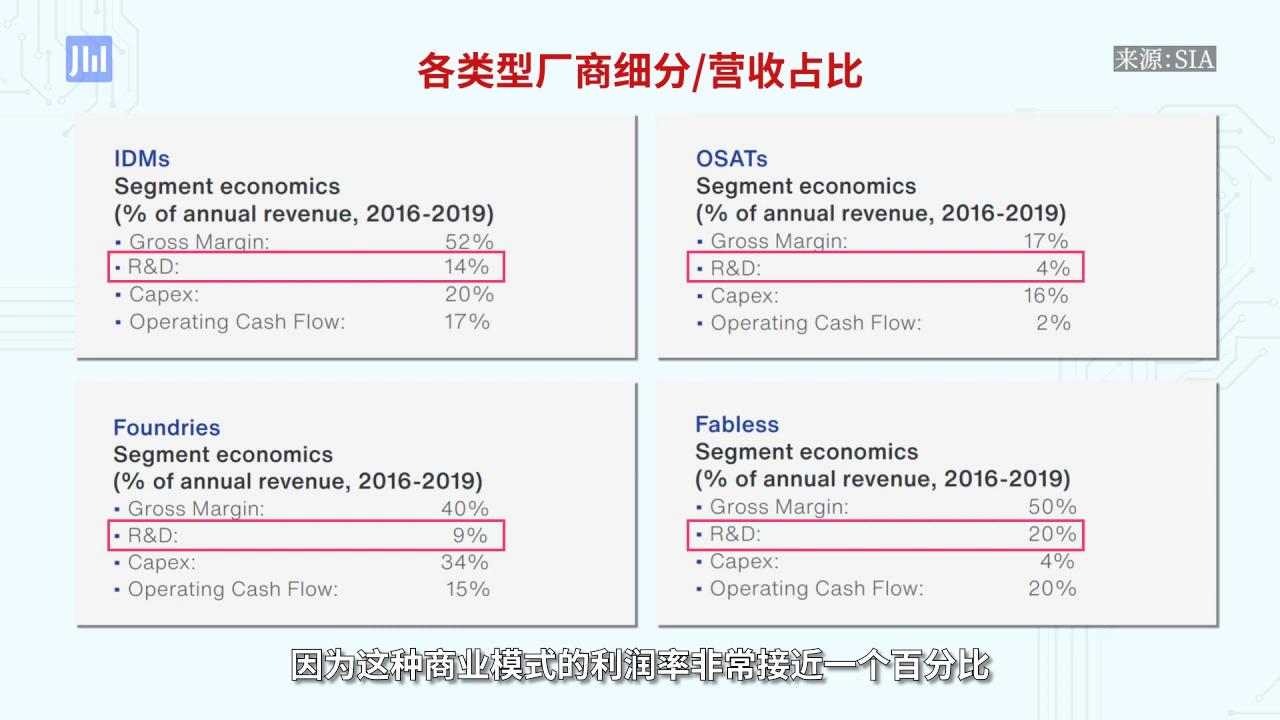 各类型厂商细分/营收占比
来源:SIA
IDMs
Segment economics
(% of annual revenue, 2016-2019)
▪ Gross Margin: 52%
▪ R&D: 14%
▪ Capex: 20%
▪ Operating Cash Flow: 17%
OSATs
Segment economics
(% of annual revenue, 2016-2019)
▪ Gross Margin: 17%
▪ R&D: 4%
▪ Capex: 16%
▪ Operating Cash Flow: 2%
Foundries
Segment economics
(% of annual revenue, 2016-2019)
▪ Gross Margin: 40%
▪ R&D: 9%
▪ Capex: 34%
▪ Operating Cash Flow: 15%
Fabless
Segment economics
(% of annual revenue, 2016-2019)
▪ Gross Margin: 50%
▪ R&D: 20%
▪ Capex: 4%
▪ Operating Cash Flow: 20%
因为这种商业模式的利润率非常接近一个百分比